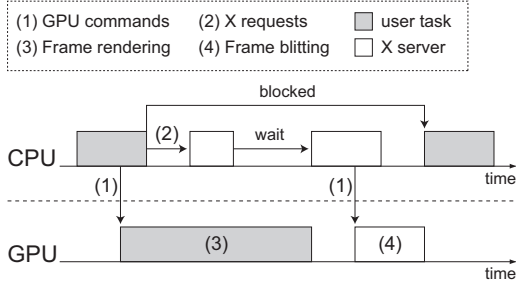 (1) GPU commands (2) X requests user task
(3) Frame rendering (4) Frame blitting X server
blocked
(2) wait
CPU
time
(1) (1)
(3) (4)
GPU
time